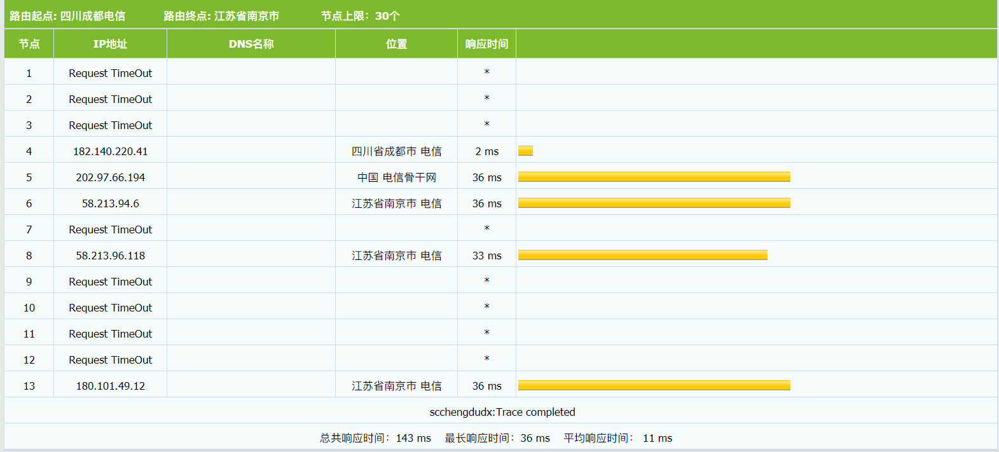 路由起点: 四川成都电信 路由终点: 江苏省南京市 节点上限：30个
节点 IP地址 DNS名称 位置 响应时间
1 Request TimeOut *
2 Request TimeOut *
3 Request TimeOut *
4 182.140.220.41 四川省成都市 电信 2 ms
5 202.97.66.194 中国 电信骨干网 36 ms
6 58.213.94.6 江苏省南京市 电信 36 ms
7 Request TimeOut *
8 58.213.96.118 江苏省南京市 电信 33 ms
9 Request TimeOut *
10 Request TimeOut *
11 Request TimeOut *
12 Request TimeOut *
13 180.101.49.12 江苏省南京市 电信 36 ms
scchengdudx:Trace completed
总共响应时间：143 ms 最长响应时间：36 ms 平均响应时间： 11 ms